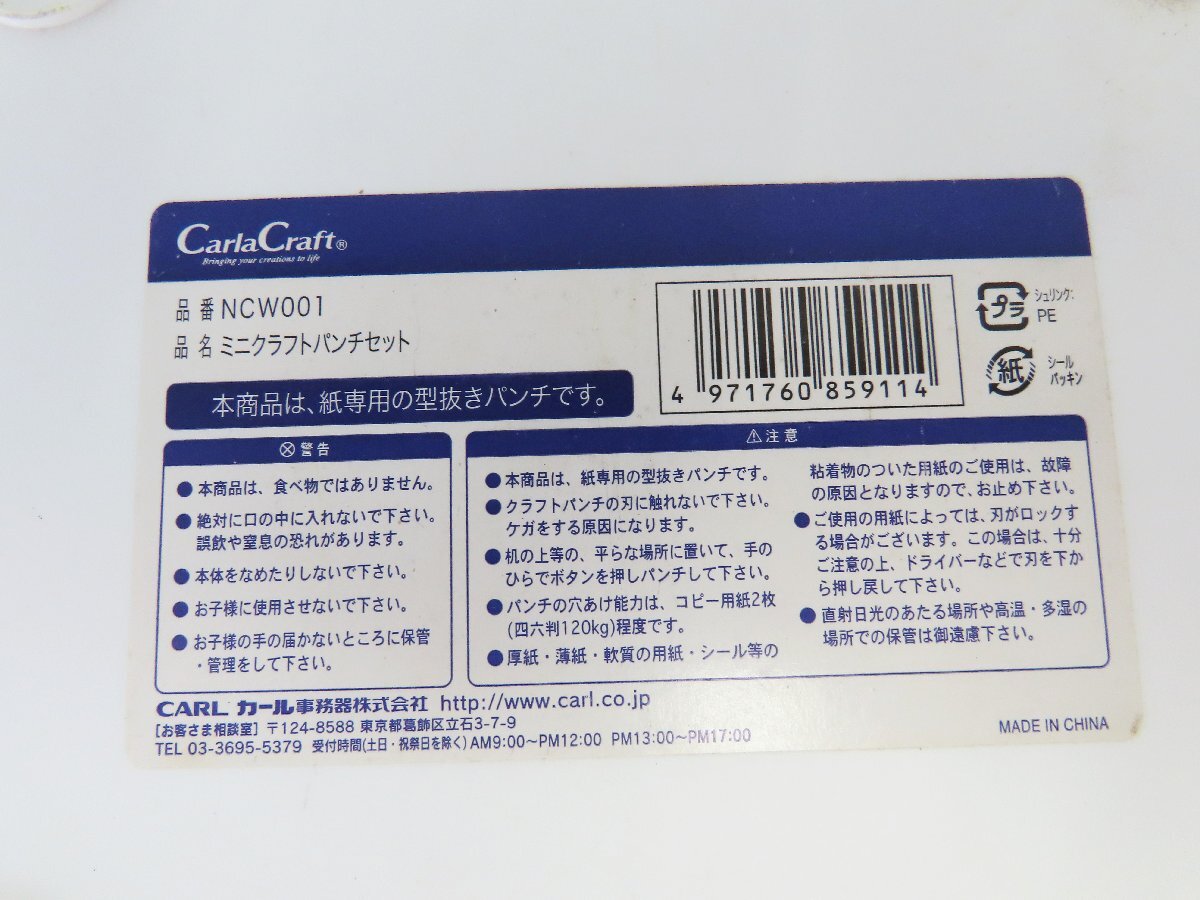 CarlaCraft®
Bringing your creations to life
品番 NCW001
品名 ミニクラフトパンチセット
本商品は、紙専用の型抜きパンチです。
4 971760 859114
プラ
シュリンク:
PE
紙
シール
パッキン
警告
●本商品は、食べ物ではありません。
●絶対に口の中に入れないで下さい。
誤飲や窒息の恐れがあります。
●本体をなめたりしないで下さい。
●お子様に使用させないで下さい。
●お子様の手の届かないところに保管
・管理をして下さい。
⚠注意
●本商品は、紙専用の型抜きパンチです。
●クラフトパンチの刃に触れないで下さい。
ケガをする原因になります。
●机の上等の、平らな場所に置いて、手の
ひらでボタンを押しパンチして下さい。
●パンチの穴あけ能力は、コピー用紙2枚
(四六判120kg)程度です。
●厚紙・薄紙・軟質の用紙・シール等の
粘着物のついた用紙のご使用は、故障
の原因となりますので、お止め下さい。
●ご使用の用紙によっては、刃がロックす
る場合がございます。この場合は、十分
ご注意の上、ドライバーなどで刃を下か
ら押し戻して下さい。
●直射日光のあたる場所や高温・多湿の
場所での保管は御遠慮下さい。
CARL カール事務器株式会社 http://www.carl.co.jp
[お客さま相談室] 〒124-8588 東京都葛飾区立石3-7-9
TEL 03-3695-5379 受付時間(土日・祝祭日を除く)AM9:00～PM12:00 PM13:00～PM17:00
MADE IN CHINA